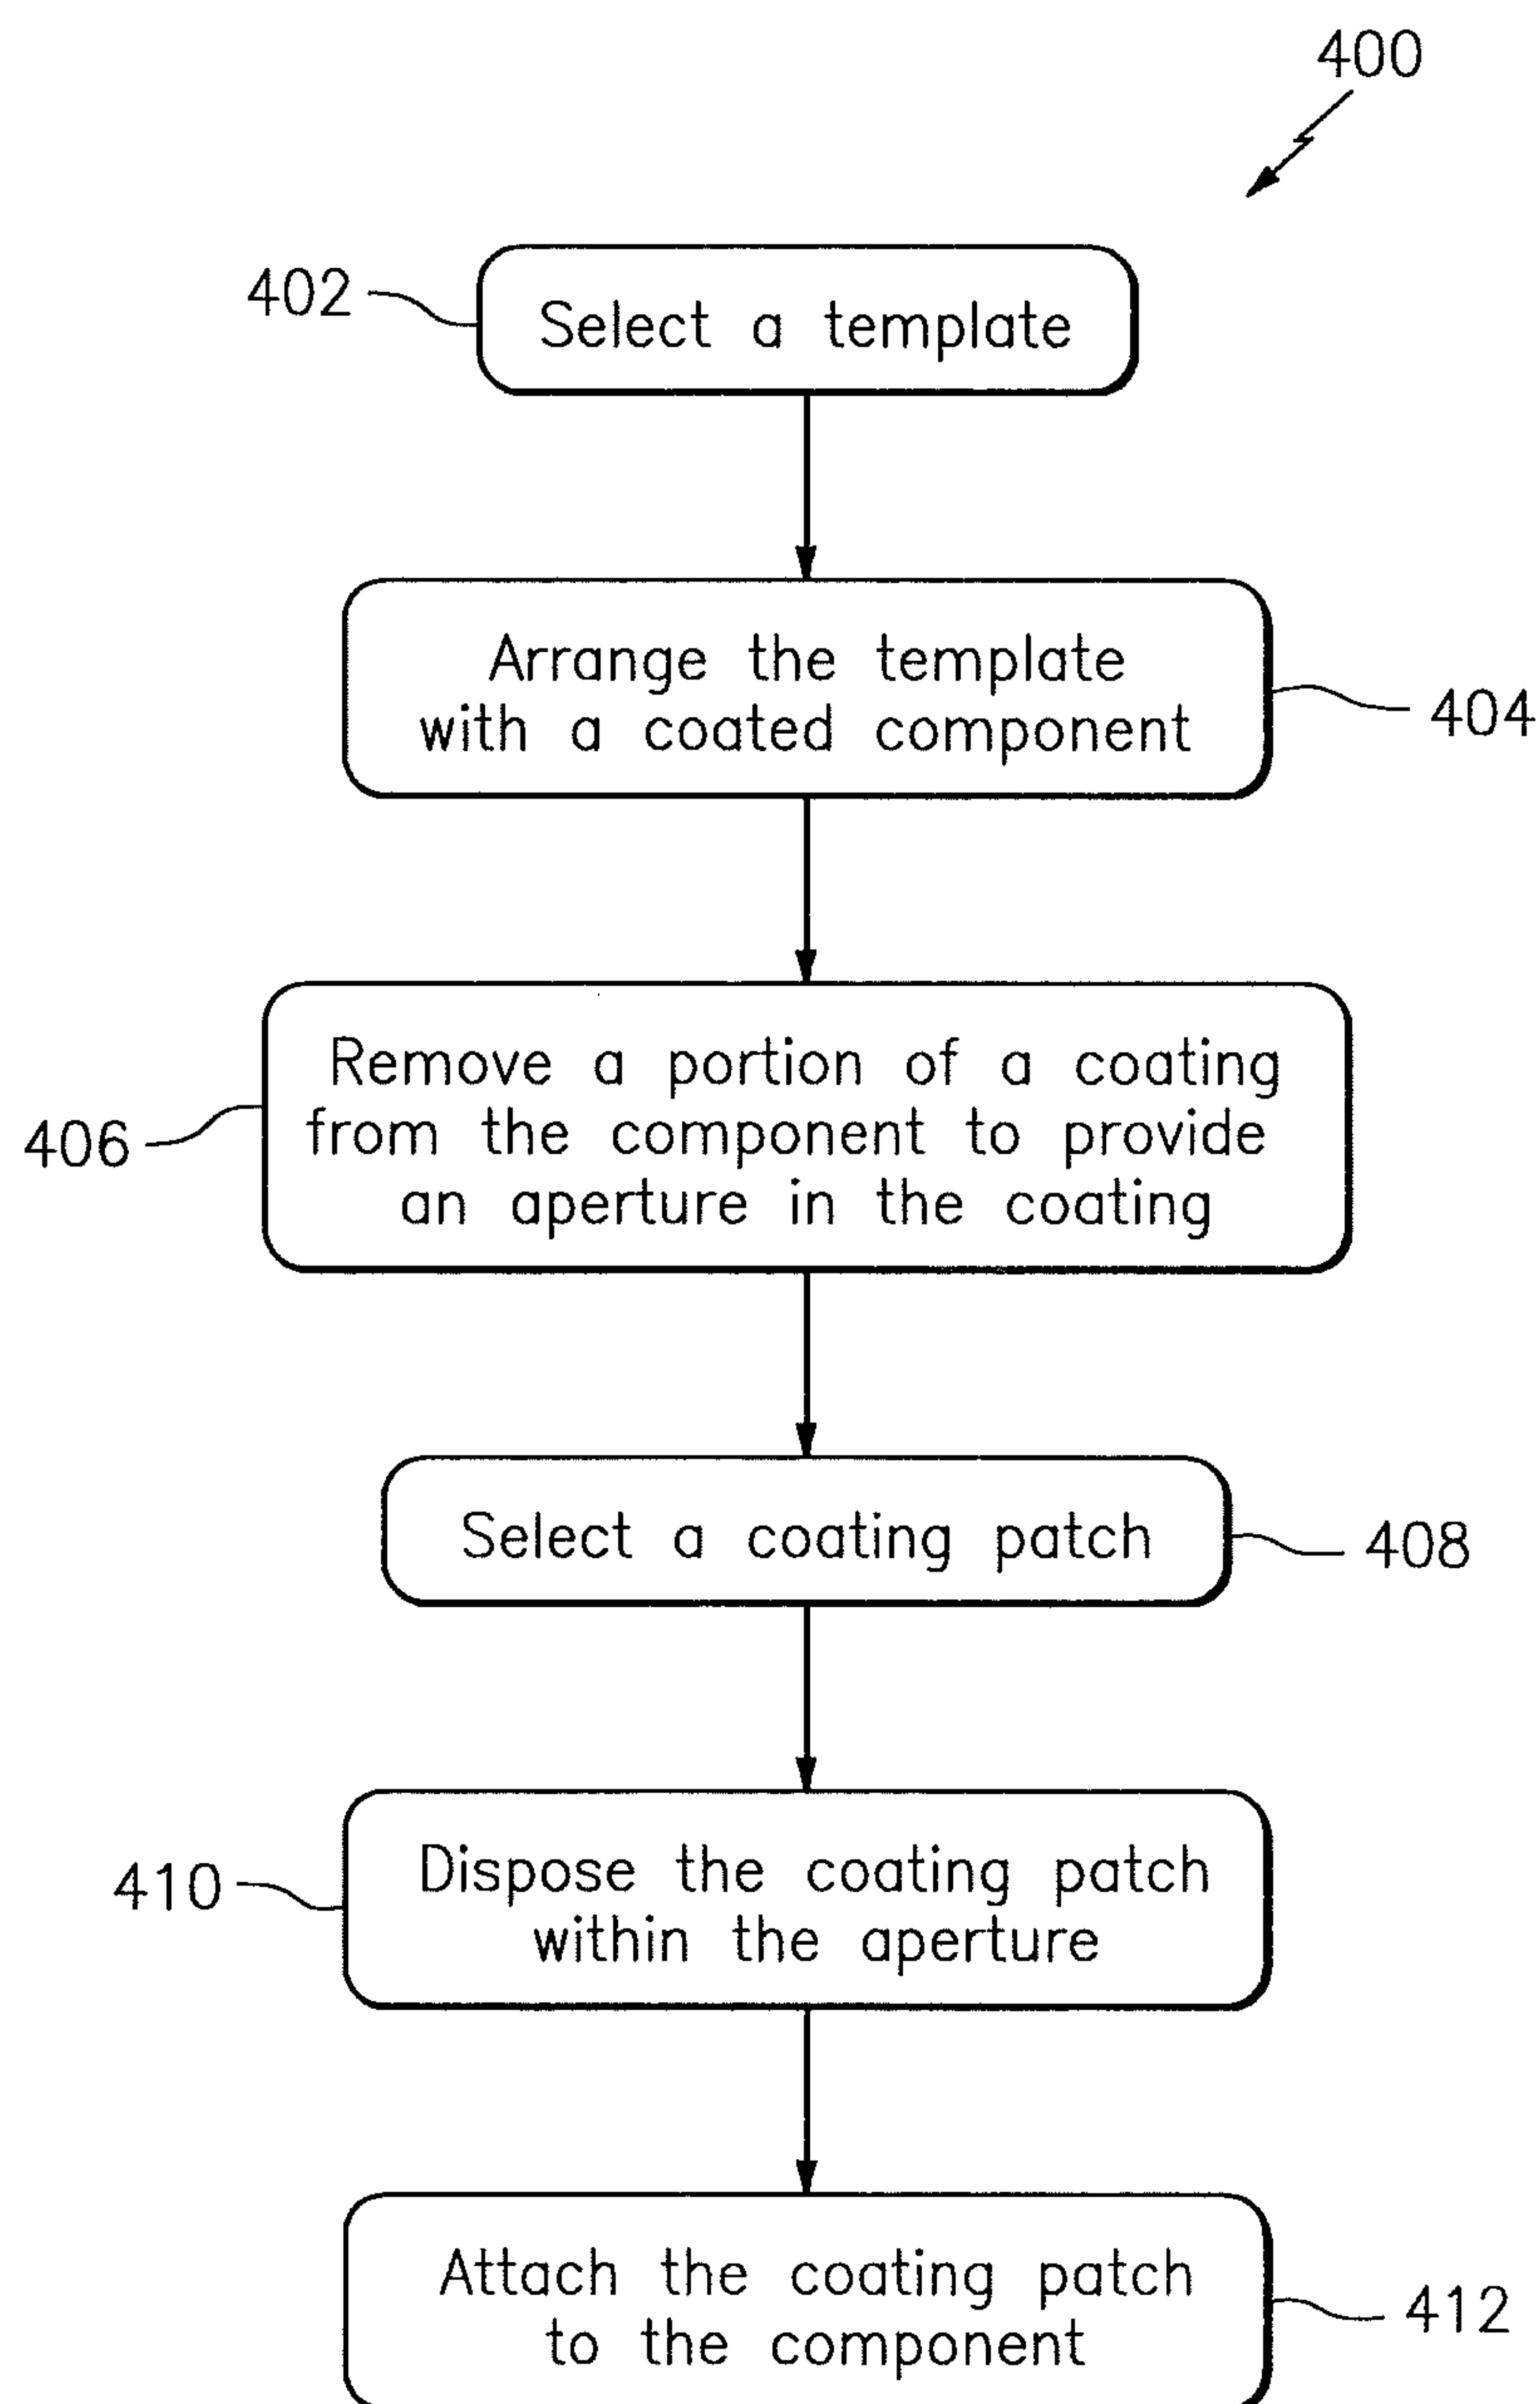 400
402
Select a template
Arrange the template
with a coated component
404
Remove a portion of a coating
from the component to provide
an aperture in the coating
406
Select a coating patch
408
Dispose the coating patch
within the aperture
410
Attach the coating patch
to the component
412